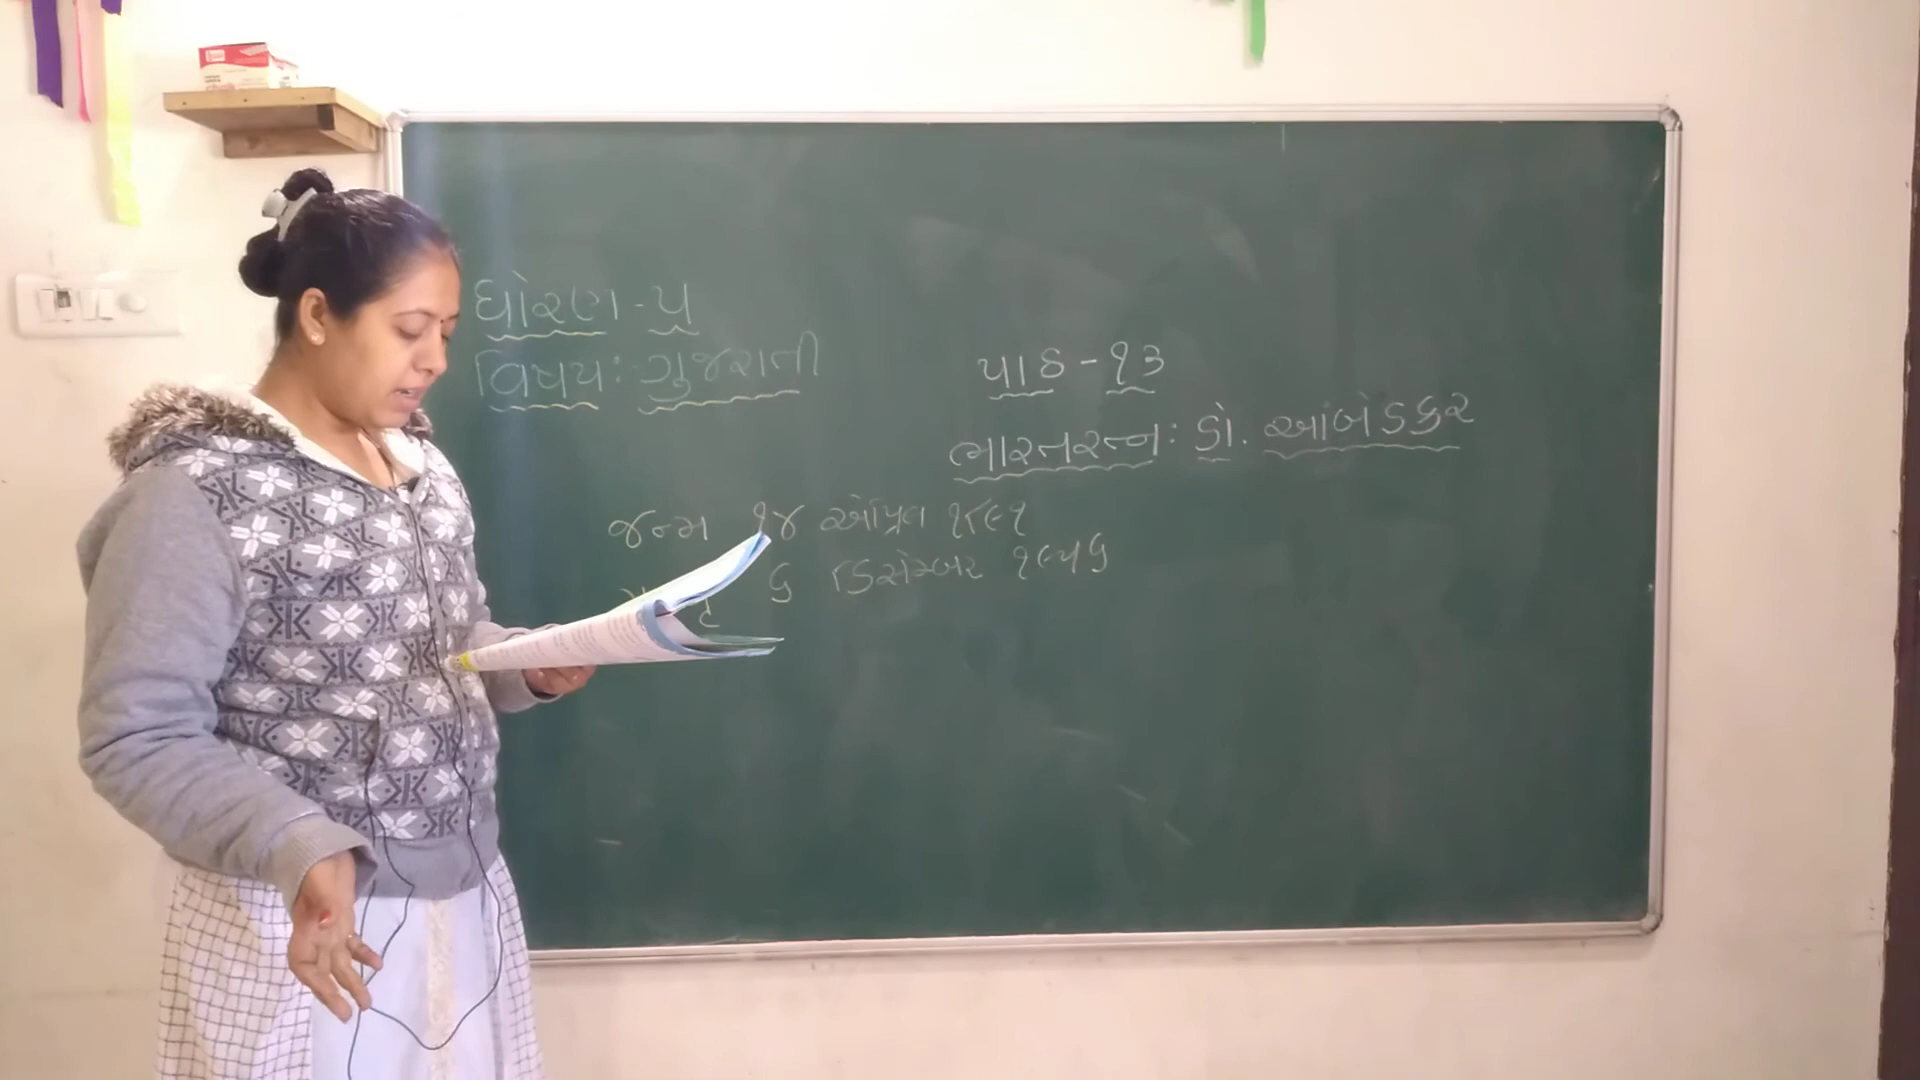 ધોરણ - ૫
વિષય : ગુજરાતી
પાઠ - ૧૩
ભારતરત્ન : ડૉ. આંબેડકર
જન્મ ૧૪ એપ્રિલ ૧૮૯૧
૬ ડિસેમ્બર ૧૯૫૬